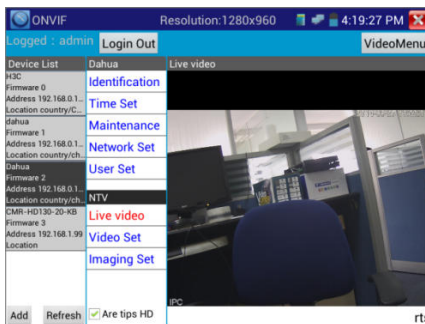 ONVIF Resolution:1280x960 4:19:27 PM
Logged : admin Login Out VideoMenu
Device List
H3C
Firmware 0
Address 192.168.0.1...
Location country/C...
dahua
Firmware 1
Address 192.168.0.1...
Location country/ch...
Dahua
Firmware 2
Address 192.168.0.1...
Location country/ch...
CMR-HD130-20-KB
Firmware 3
Address 192.168.1.99
Location
Add Refresh
Dahua
Identification
Time Set
Maintenance
Network Set
User Set
NTV
Live video
Video Set
Imaging Set
Are tips HD
Live video
IPC
rts